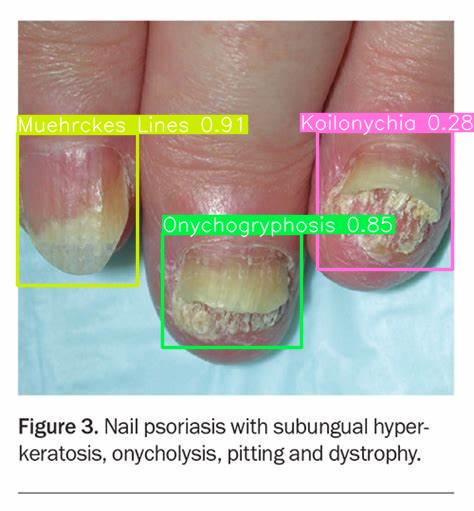 Muehrckes Lines 0.91
Koilonychia 0.28
Onychogryphosis 0.85
Figure 3. Nail psoriasis with subungual hyper-
keratosis, onycholysis, pitting and dystrophy.